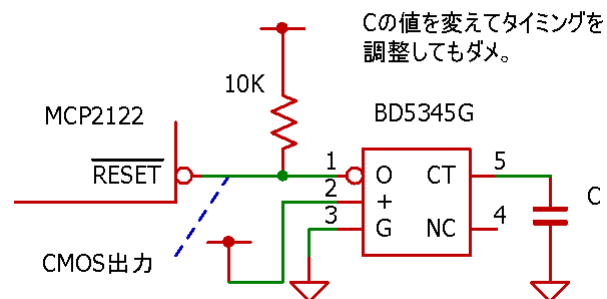 Cの値を変えてタイミングを
調整してもダメ。
10K
MCP2122
BD5345G
RESET
1
O
CT
5
2
+
3
G
NC
4
C
CMOS出力